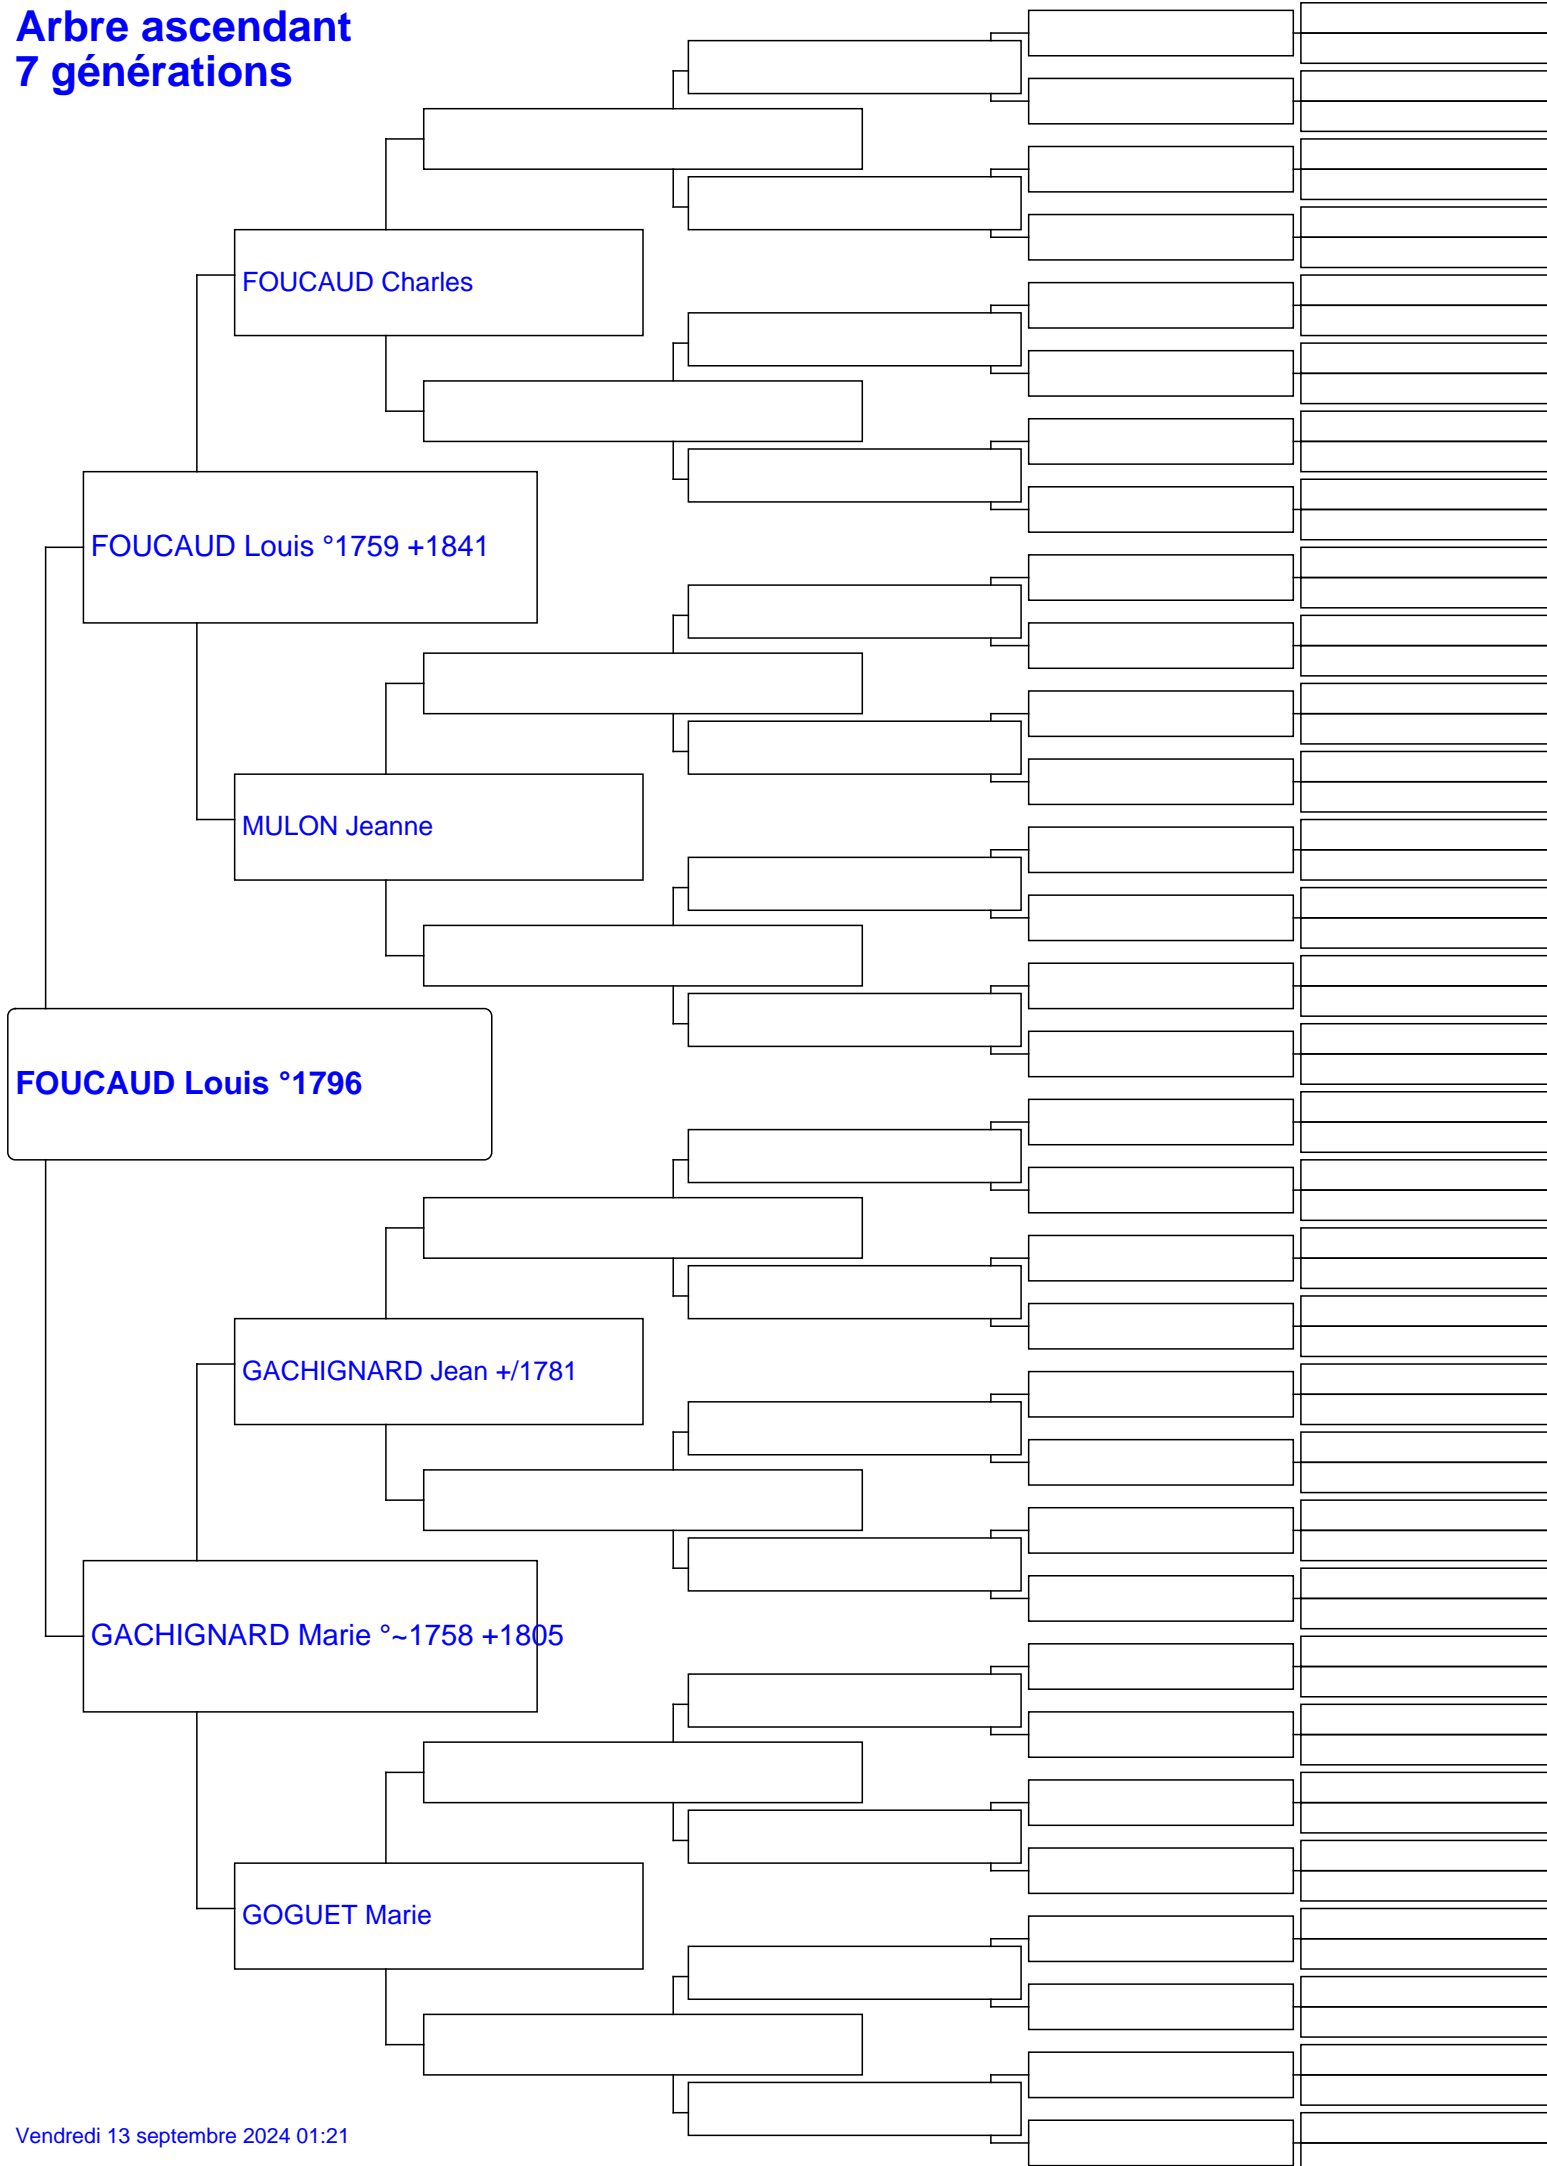 Arbre ascendant
7 générations
FOUCAUD Charles
FOUCAUD Louis °1759 +1841
MULON Jeanne
FOUCAUD Louis °1796
GACHIGNARD Jean +/1781
GACHIGNARD Marie °~1758 +1805
GOGUET Marie
Vendredi 13 septembre 2024 01:21